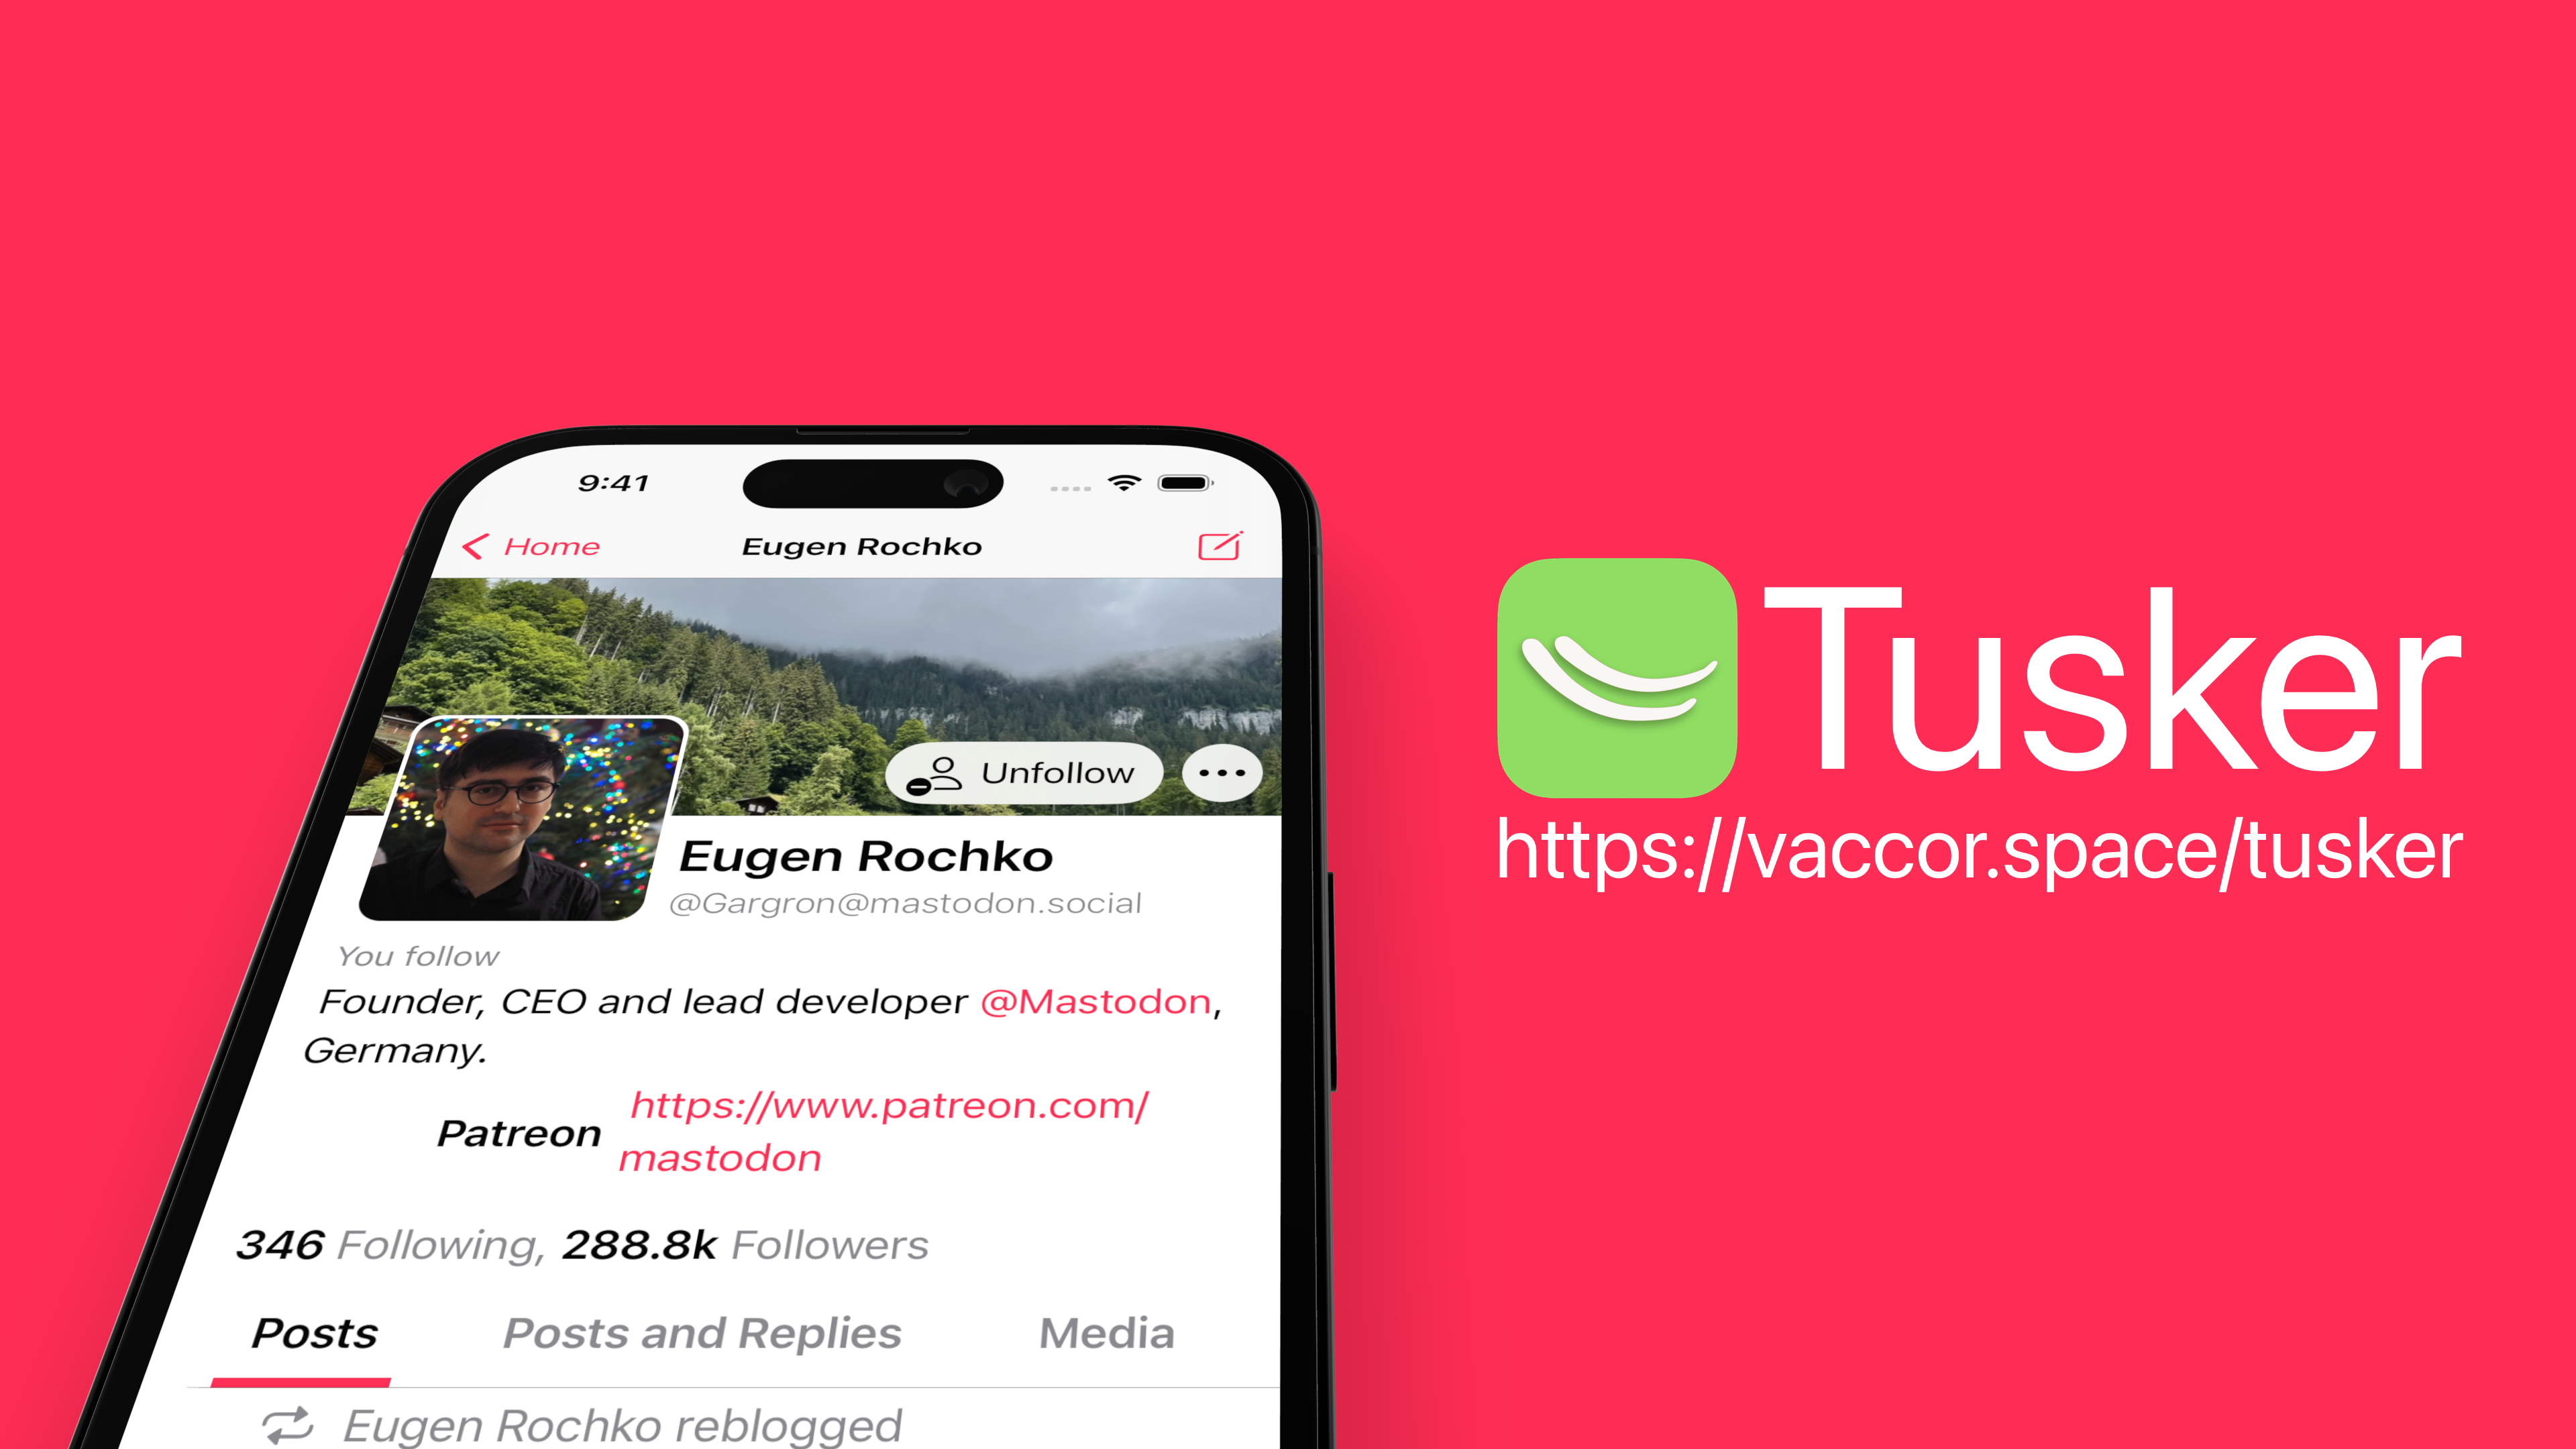 9:41
Home
Eugen Rochko
Unfollow
Eugen Rochko
@Gargron@mastodon.social
You follow
Founder, CEO and lead developer @Mastodon,
Germany.
Patreon
https://www.patreon.com/
mastodon
346 Following, 288.8k Followers
Posts
Posts and Replies
Media
Eugen Rochko reblogged
Tusker
https://vaccor.space/tusker